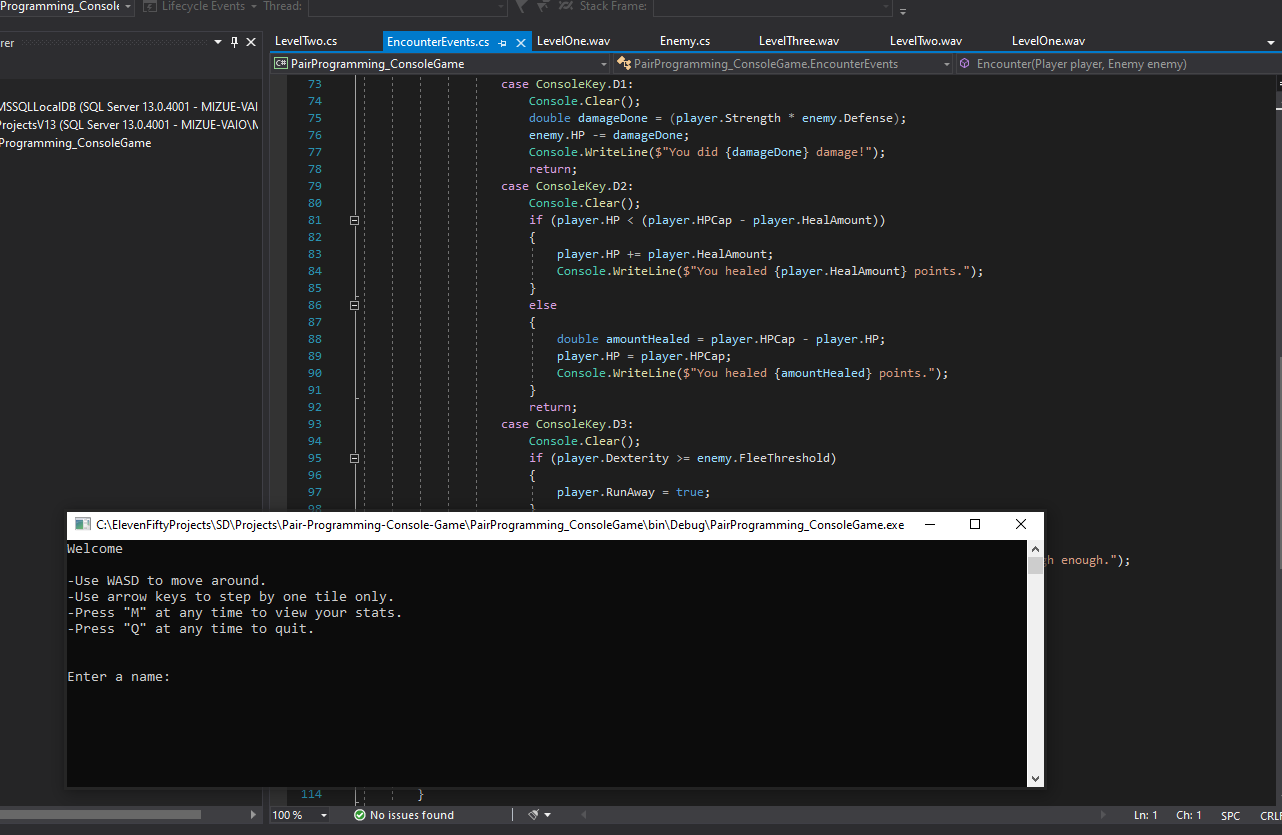 Programming_Console Lifecycle Events Thread: Stack Frame:
rer
LevelTwo.cs EncounterEvents.cs LevelOne.wav Enemy.cs LevelThree.wav LevelTwo.wav LevelOne.wav
C# PairProgramming_ConsoleGame PairProgramming_ConsoleGame.EncounterEvents Encounter(Player player, Enemy enemy)
MSSQLLocalDB (SQL Server 13.0.4001 - MIZUE-VAI
ProjectsV13 (SQL Server 13.0.4001 - MIZUE-VAIO\M
Programming_ConsoleGame
73 case ConsoleKey.D1:
74 Console.Clear();
75 double damageDone = (player.Strength * enemy.Defense);
76 enemy.HP -= damageDone;
77 Console.WriteLine($"You did {damageDone} damage!");
78 return;
79 case ConsoleKey.D2:
80 Console.Clear();
81 if (player.HP < (player.HPCap - player.HealAmount))
82 {
83 player.HP += player.HealAmount;
84 Console.WriteLine($"You healed {player.HealAmount} points.");
85 }
86 else
87 {
88 double amountHealed = player.HPCap - player.HP;
89 player.HP = player.HPCap;
90 Console.WriteLine($"You healed {amountHealed} points.");
91 }
92 return;
93 case ConsoleKey.D3:
94 Console.Clear();
95 if (player.Dexterity >= enemy.FleeThreshold)
96 {
97 player.RunAway = true;
98 }
h enough.");
C:\ElevenFiftyProjects\SD\Projects\Pair-Programming-Console-Game\PairProgramming_ConsoleGame\bin\Debug\PairProgramming_ConsoleGame.exe
Welcome
-Use WASD to move around.
-Use arrow keys to step by one tile only.
-Press "M" at any time to view your stats.
-Press "Q" at any time to quit.
Enter a name:
114 }
100 % No issues found Ln: 1 Ch: 1 SPC CRLF